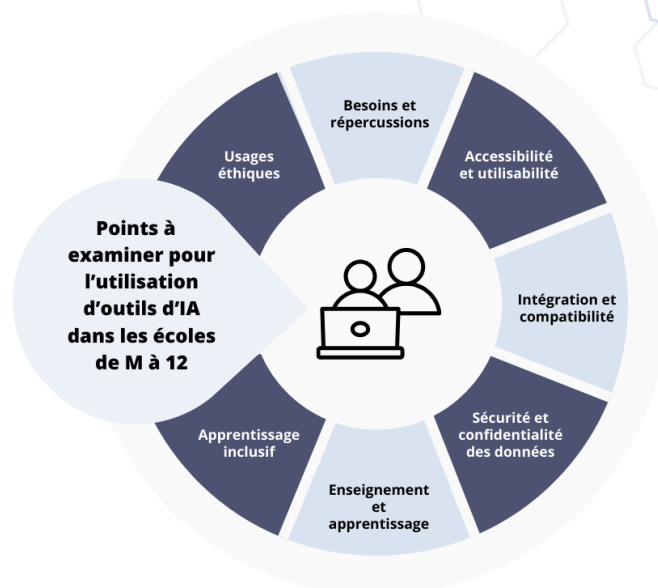 Points à
examiner pour
l’utilisation
d’outils d’IA
dans les écoles
de M à 12
Besoins et
répercussions
Accessibilité
et utilisabilité
Intégration et
compatibilité
Sécurité et
confidentialité
des données
Enseignement
et
apprentissage
Apprentissage
inclusif
Usages
éthiques